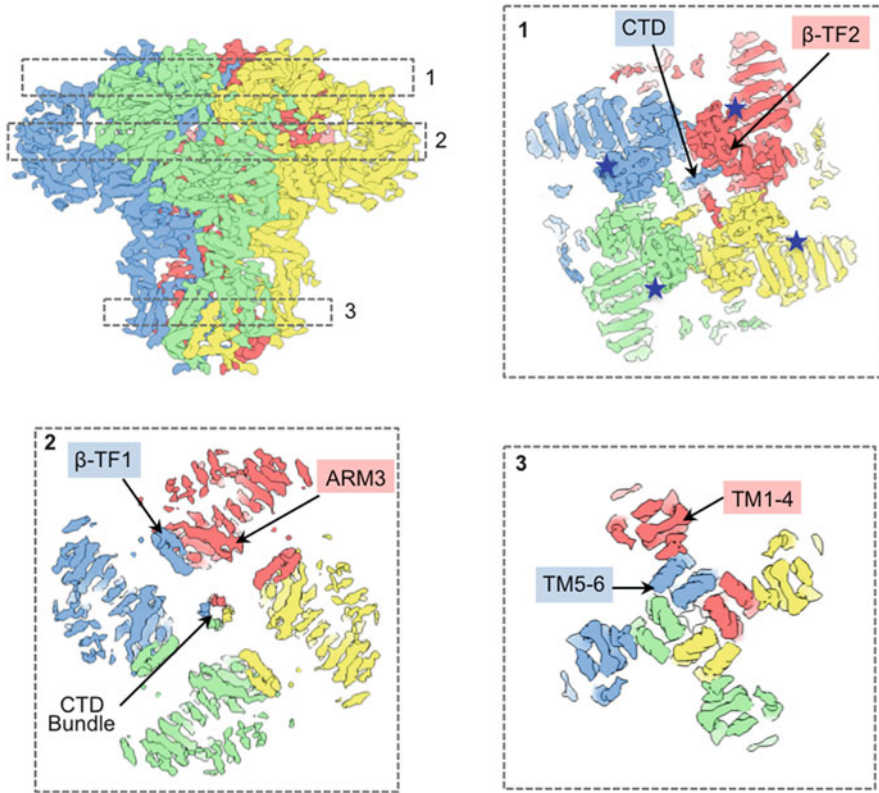 1
2
3
1
CTD
β-TF2
2
β-TF1
ARM3
CTD
Bundle
3
TM1-4
TM5-6